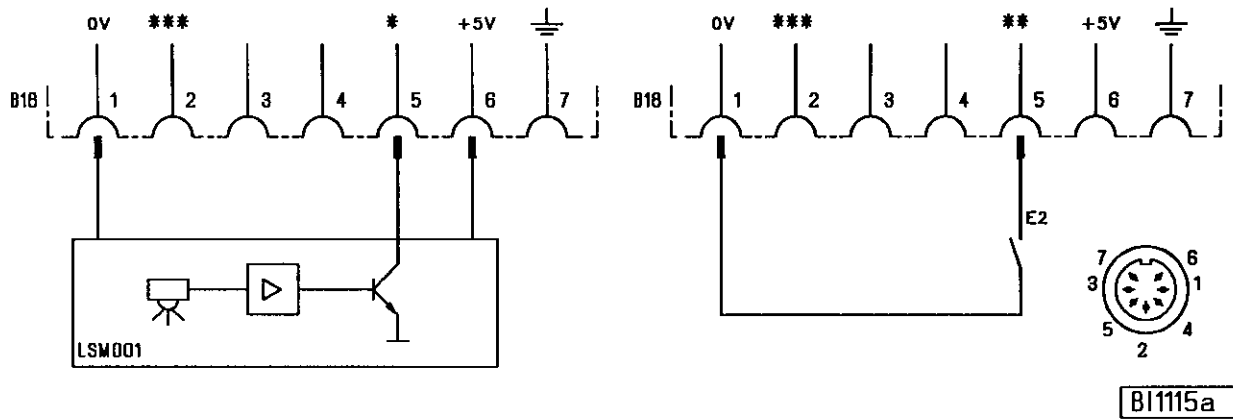 0V *** * +5V
B18 1 2 3 4 5 6 7
LSM001
0V *** ** +5V
B18 1 2 3 4 5 6 7
E2
7 6
3 1
5 4
2
BI1115a